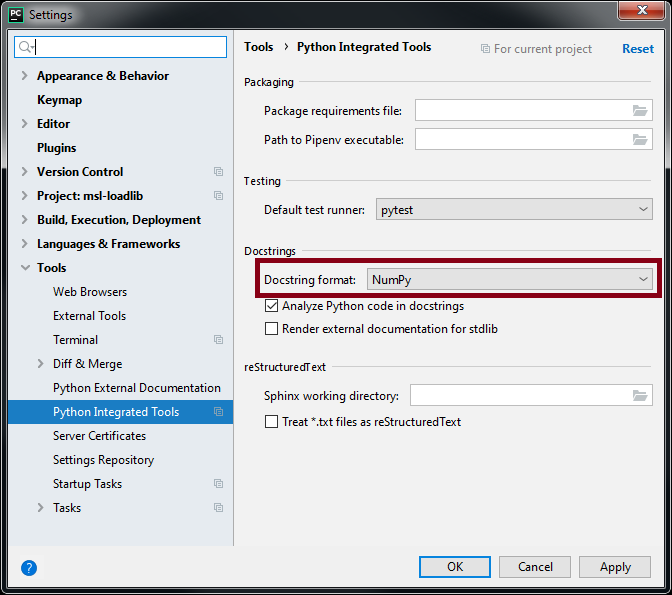 PC Settings
Tools › Python Integrated Tools For current project Reset
Appearance & Behavior
Keymap
Editor
Plugins
Version Control
Project: msl-loadlib
Build, Execution, Deployment
Languages & Frameworks
Tools
Web Browsers
External Tools
Terminal
Diff & Merge
Python External Documentation
Python Integrated Tools
Server Certificates
Settings Repository
Startup Tasks
Tasks
Packaging
Package requirements file:
Path to Pipenv executable:
Testing
Default test runner: pytest
Docstrings
Docstring format: NumPy
Analyze Python code in docstrings
Render external documentation for stdlib
reStructuredText
Sphinx working directory:
Treat *.txt files as reStructuredText
? OK Cancel Apply